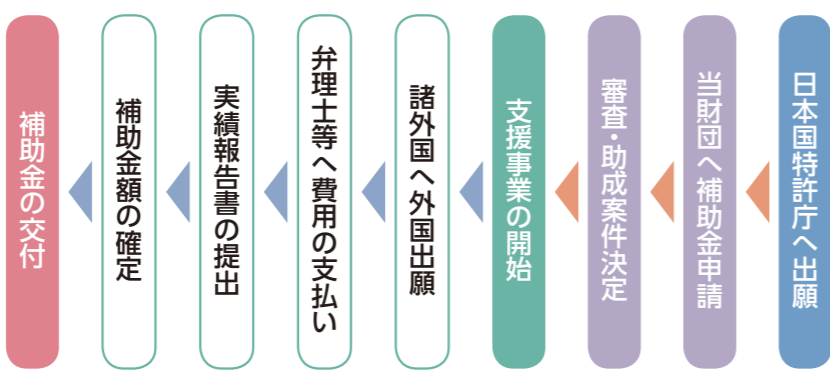 日本国特許庁へ出願
当財団へ補助金申請
審査・助成案件決定
支援事業の開始
諸外国へ外国出願
弁理士等へ費用の支払い
実績報告書の提出
補助金額の確定
補助金の交付